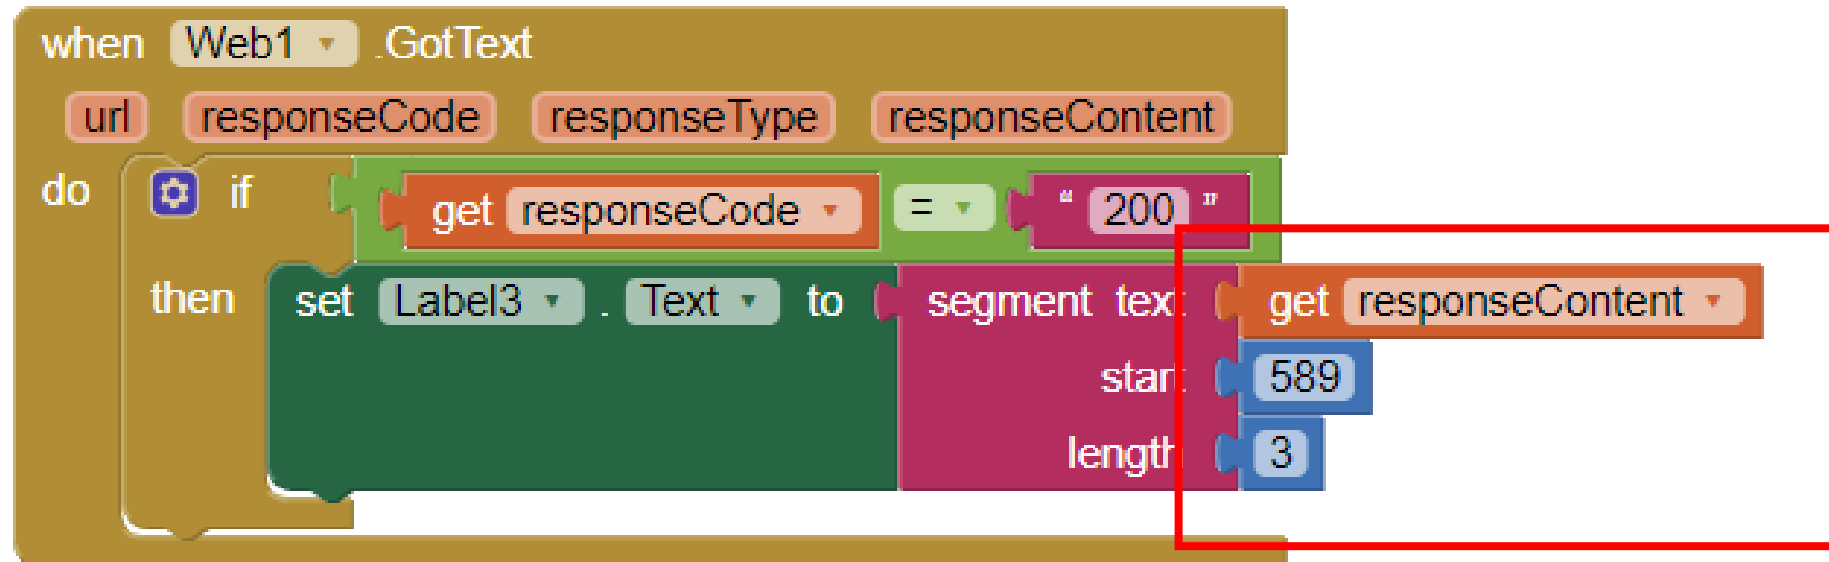 when Web1 .GotText
url responseCode responseType responseContent
do if get responseCode = “ 200 ”
then set Label3 . Text to segment text get responseContent
start 589
length 3